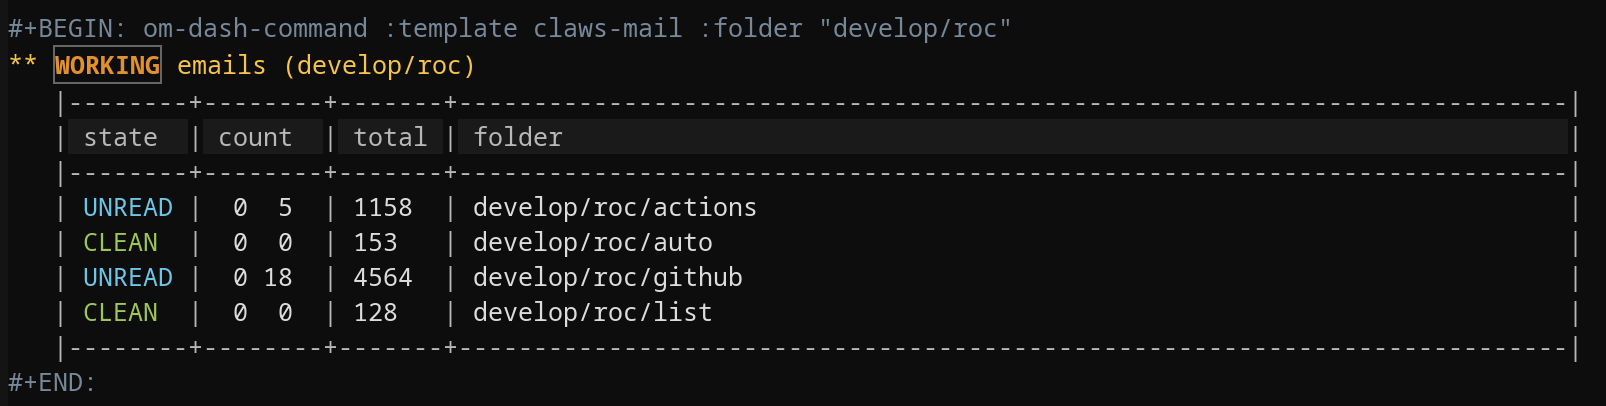 #+BEGIN: om-dash-command :template claws-mail :folder "develop/roc"
** WORKING emails (develop/roc)
|--------+--------+-------+--------------------------------------------------------------------------|
| state  | count  | total | folder                                                                   |
|--------+--------+-------+--------------------------------------------------------------------------|
| UNREAD |  0  5  | 1158  | develop/roc/actions                                                      |
| CLEAN  |  0  0  | 153   | develop/roc/auto                                                         |
| UNREAD |  0 18  | 4564  | develop/roc/github                                                       |
| CLEAN  |  0  0  | 128   | develop/roc/list                                                         |
|--------+--------+-------+--------------------------------------------------------------------------|
#+END: